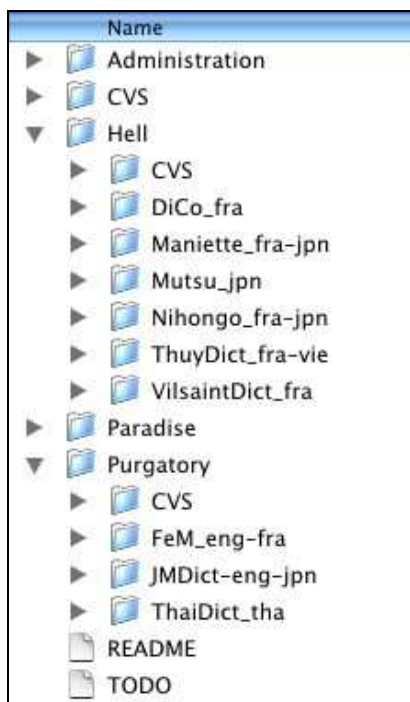 Name
Administration
CVS
Hell
CVS
DiCo_fra
Maniette_fra-jpn
Mutsu_jpn
Nihongo_fra-jpn
ThuyDict_fra-vie
VilsaintDict_fra
Paradise
Purgatory
CVS
FeM_eng-fra
JMDict-eng-jpn
ThaiDict_tha
README
TODO